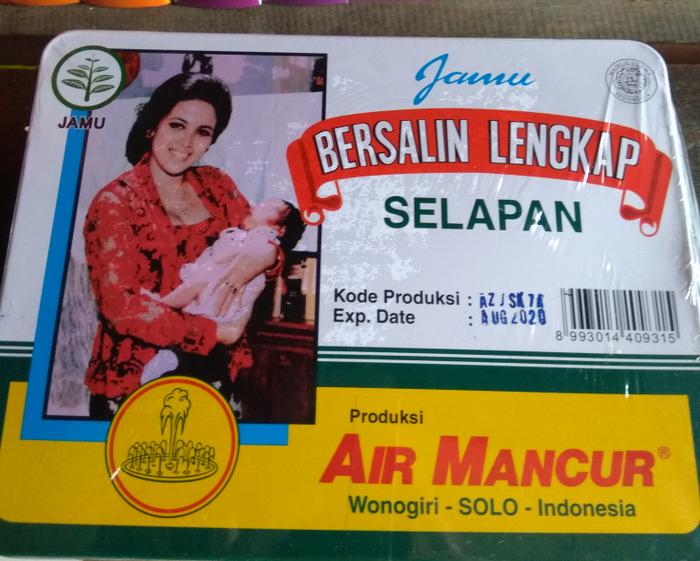 JAMU
Jamu
BERSALIN LENGKAP
SELAPAN
Kode Produksi : AZJSK7A
Exp. Date : AUG 2020
8 993014 409315
Produksi
AIR MANCUR®
Wonogiri - SOLO - Indonesia